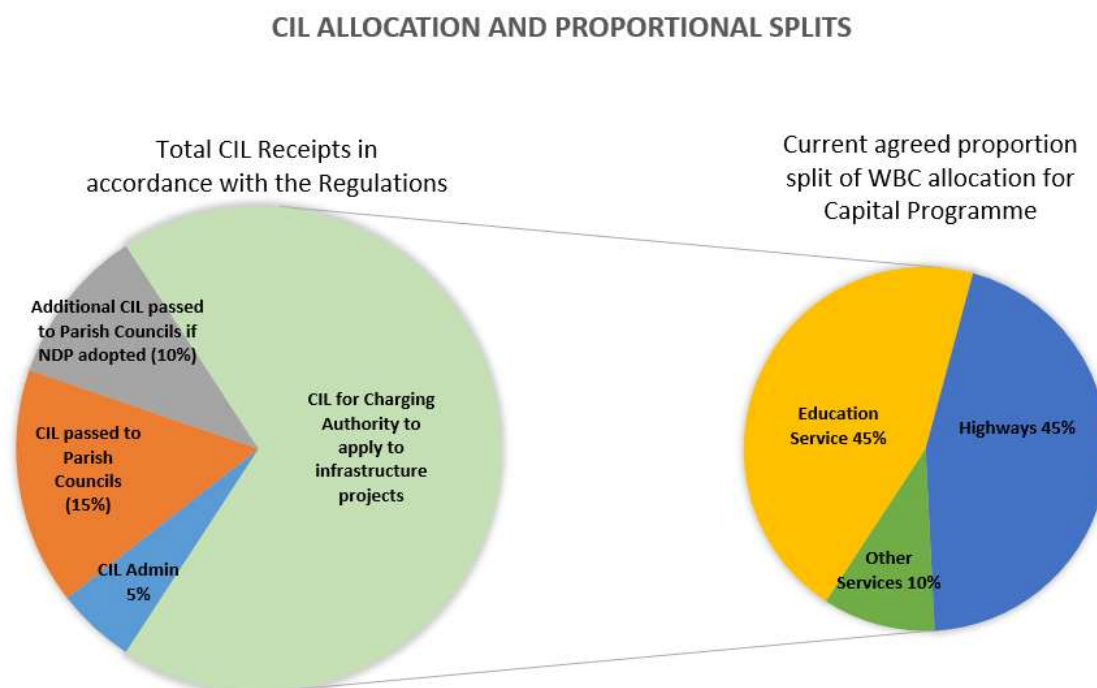 CIL ALLOCATION AND PROPORTIONAL SPLITS
Total CIL Receipts in
accordance with the Regulations
Additional CIL passed
to Parish Councils if
NDP adopted (10%)
CIL passed to
Parish
Councils
(15%)
CIL Admin
5%
CIL for Charging
Authority to
apply to
infrastructure
projects
Current agreed proportion
split of WBC allocation for
Capital Programme
Education
Service 45%
Highways 45%
Other
Services 10%